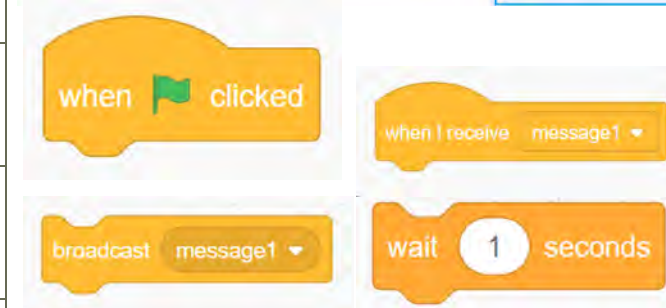 when clicked
when I receive message1
broadcast message1
wait 1 seconds